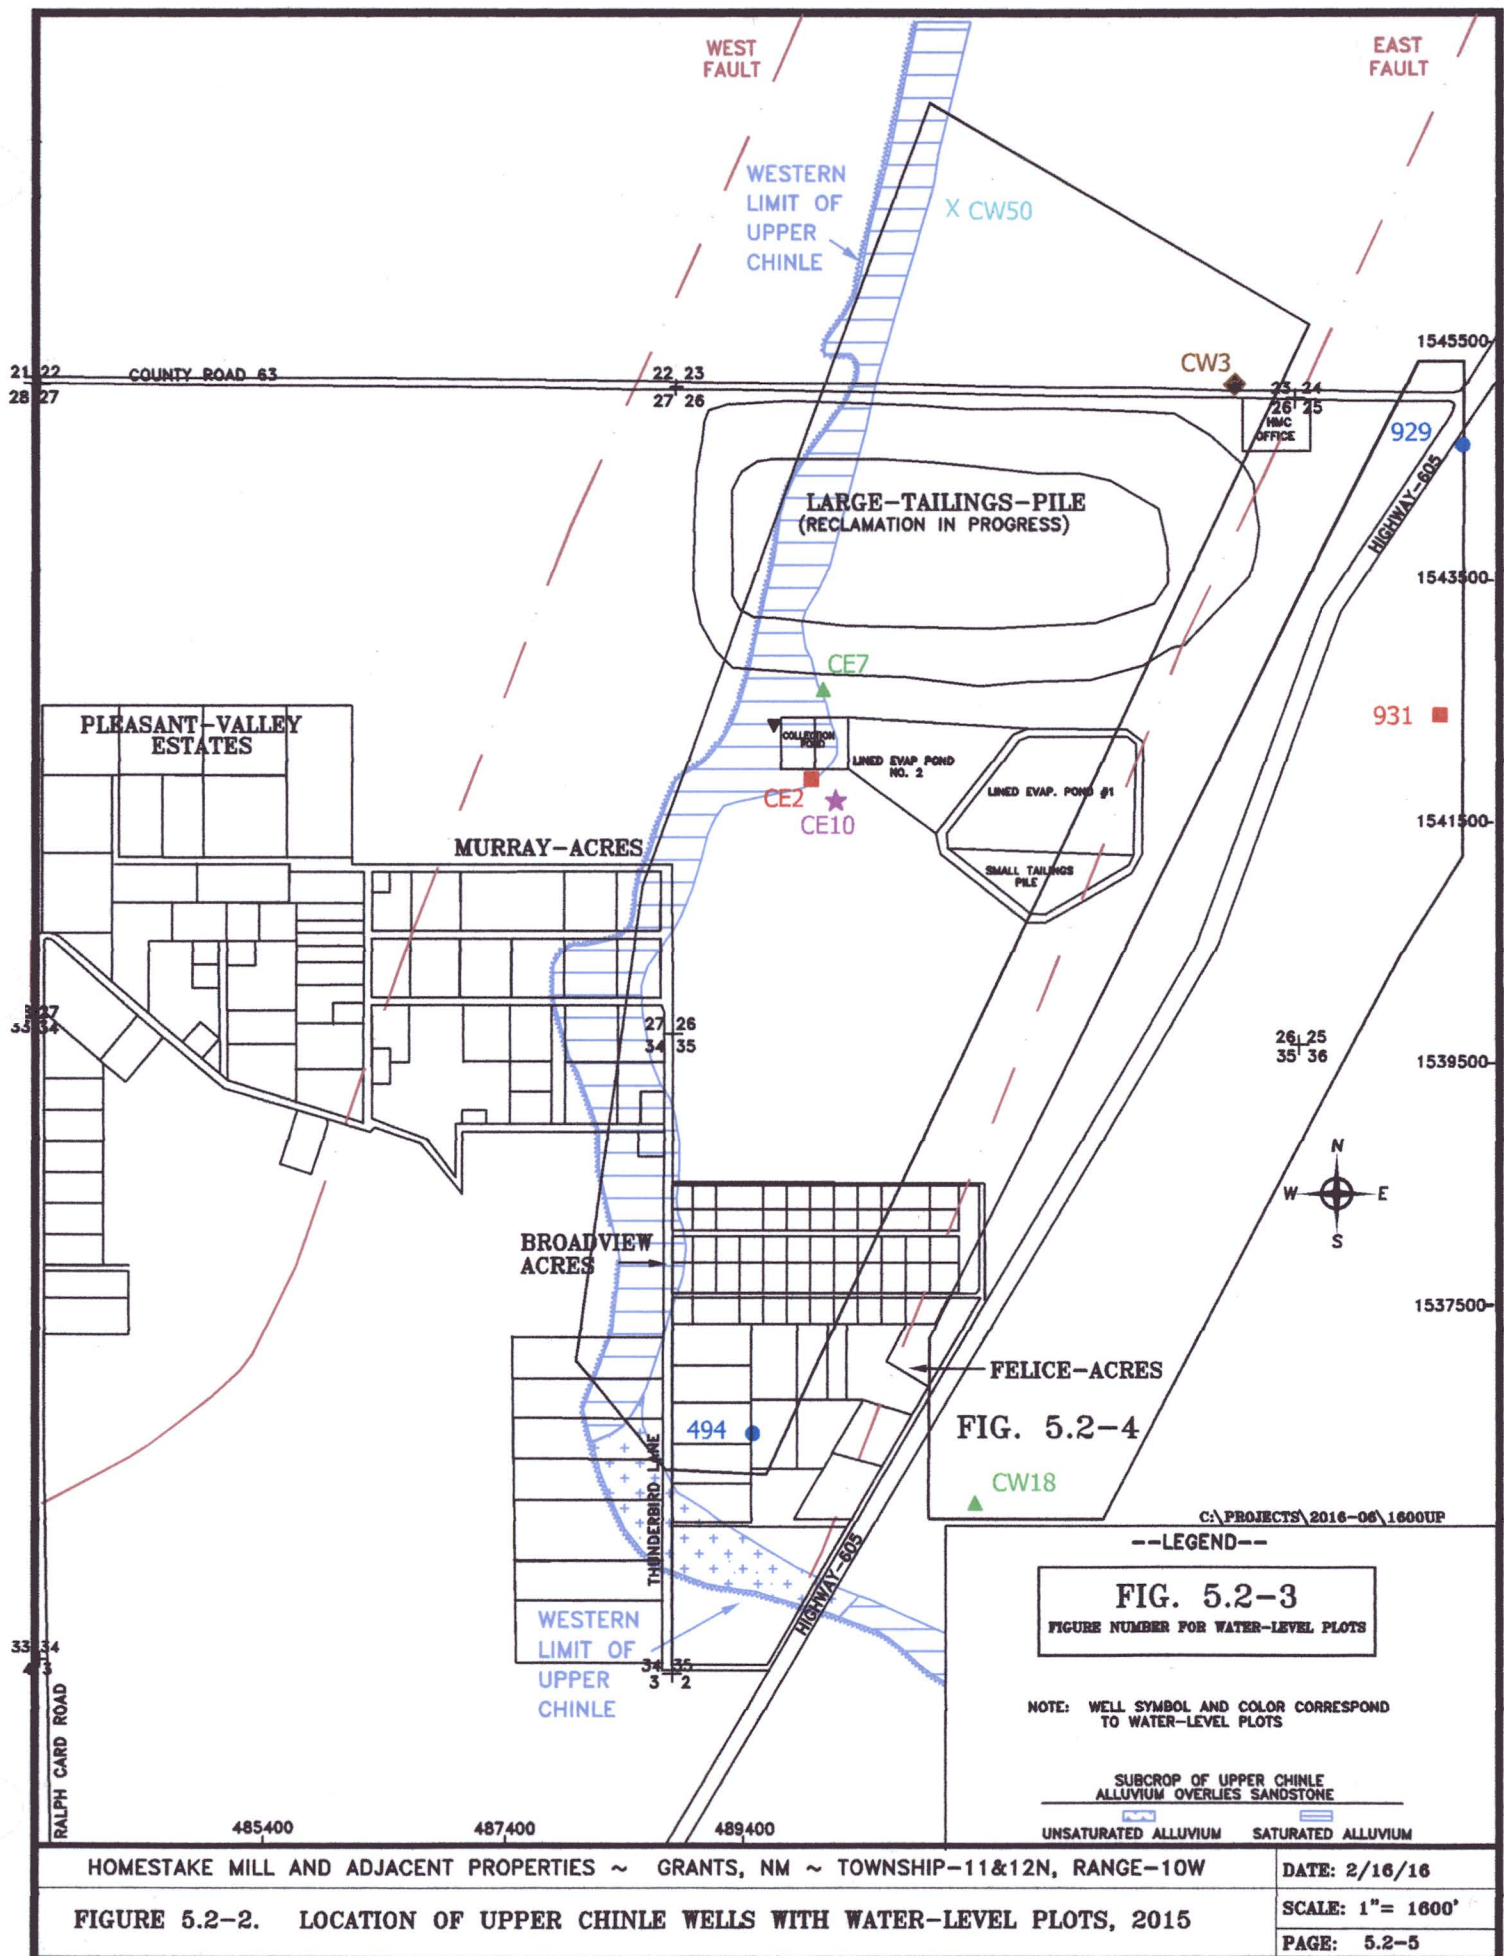 WEST
FAULT
EAST
FAULT
WESTERN
LIMIT OF
UPPER
CHINLE
X CW50
1545500
CW3
21 22
28 27
COUNTY ROAD 63
22 23
27 26
23 24
26 25
HMC
OFFICE
929
HIGHWAY-605
LARGE-TAILINGS-PILE
(RECLAMATION IN PROGRESS)
1543500
CE7
931
PLEASANT-VALLEY
ESTATES
COLLECTION
POND
LINED EVAP POND
NO. 2
LINED EVAP. POND #1
CE2
CE10
1541500
MURRAY-ACRES
SMALL TAILINGS
PILE
27
33 34
27 26
34 35
26 25
35 36
1539500
N
W E
S
BROADVIEW
ACRES
1537500
FELICE-ACRES
494
FIG. 5.2-4
CW18
THUNDERBIRD LANE
HIGHWAY-605
C:\PROJECTS\2016-06\1600UP
--LEGEND--
FIG. 5.2-3
FIGURE NUMBER FOR WATER-LEVEL PLOTS
WESTERN
LIMIT OF
UPPER
CHINLE
33 34
4 3
34 35
3 2
RALPH CARD ROAD
NOTE: WELL SYMBOL AND COLOR CORRESPOND
TO WATER-LEVEL PLOTS
SUBCROP OF UPPER CHINLE
ALLUVIUM OVERLIES SANDSTONE
UNSATURATED ALLUVIUM SATURATED ALLUVIUM
485400 487400 489400
HOMESTAKE MILL AND ADJACENT PROPERTIES ~ GRANTS, NM ~ TOWNSHIP-11&12N, RANGE-10W
DATE: 2/16/16
FIGURE 5.2-2. LOCATION OF UPPER CHINLE WELLS WITH WATER-LEVEL PLOTS, 2015
SCALE: 1"= 1600'
PAGE: 5.2-5